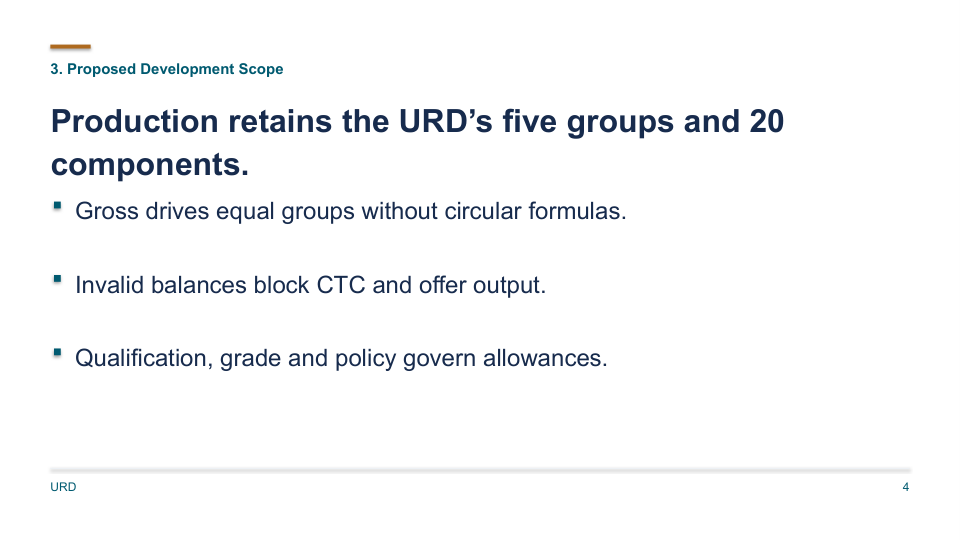 3. Proposed Development Scope
Production retains the URD’s five groups and 20
components.
Gross drives equal groups without circular formulas.
Invalid balances block CTC and offer output.
Qualification, grade and policy govern allowances.
URD
4